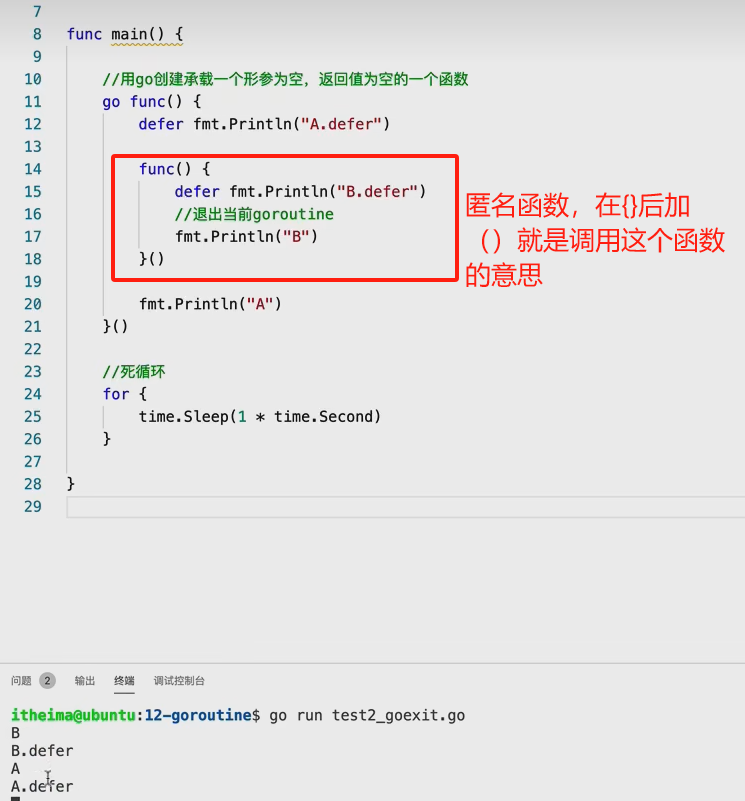 7
8 func main() {
9
10 //用go创建承载一个形参为空，返回值为空的一个函数
11 go func() {
12 defer fmt.Println("A.defer")
13
14 func() {
15 defer fmt.Println("B.defer")
16 //退出当前goroutine
17 fmt.Println("B")
18 }()
19
20 fmt.Println("A")
21 }()
22
23 //死循环
24 for {
25 time.Sleep(1 * time.Second)
26 }
27
28 }
29
匿名函数，在{}后加
（）就是调用这个函数
的意思
问题 2 输出 终端 调试控制台
itheima@ubuntu:12-goroutine$ go run test2_goexit.go
B
B.defer
A
A.defer